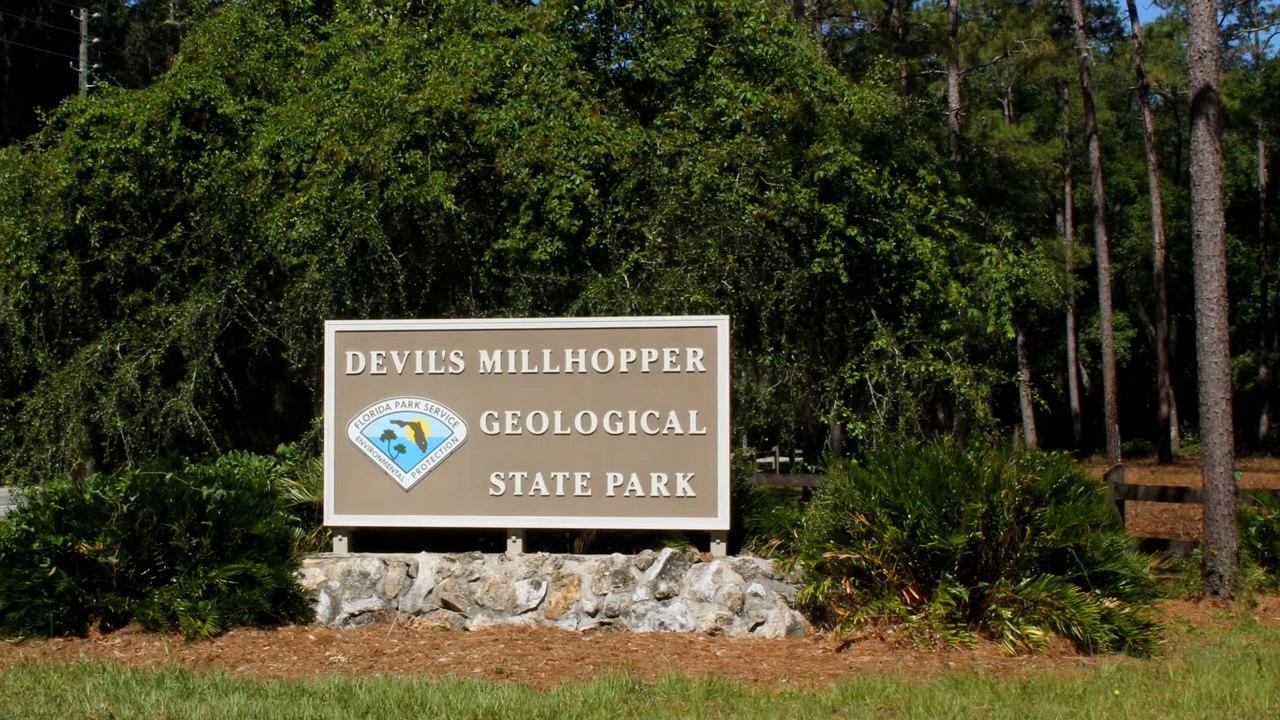 DEVIL'S MILLHOPPER
GEOLOGICAL
STATE PARK
FLORIDA PARK SERVICE
ENVIRONMENTAL PROTECTION